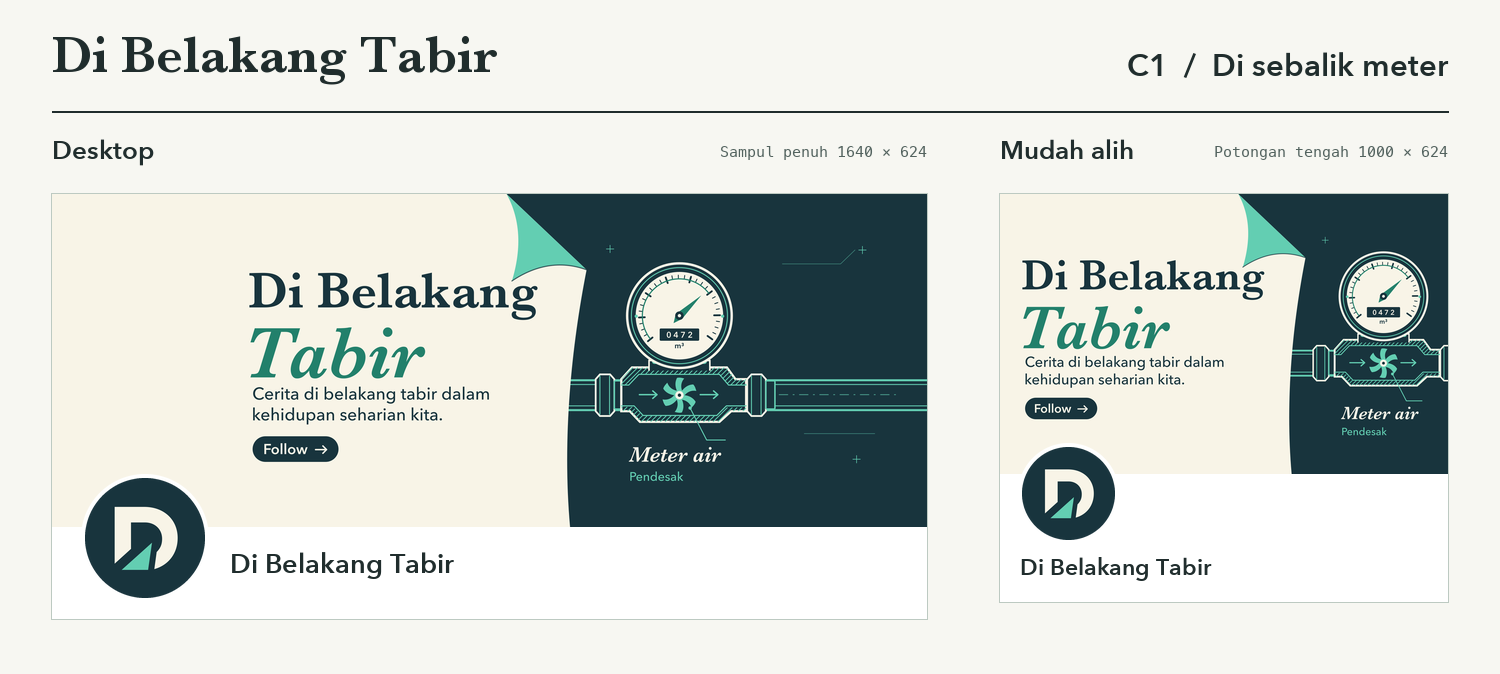 Di Belakang Tabir
C1 / Di sebalik meter
Desktop
Sampul penuh 1640 × 624
Di Belakang
Tabir
Cerita di belakang tabir dalam
kehidupan seharian kita.
Follow →
0472
m³
Meter air
Pendesak
D
Di Belakang Tabir
Mudah alih
Potongan tengah 1000 × 624
Di Belakang
Tabir
Cerita di belakang tabir dalam
kehidupan seharian kita.
Follow →
0472
m³
Meter air
Pendesak
D
Di Belakang Tabir